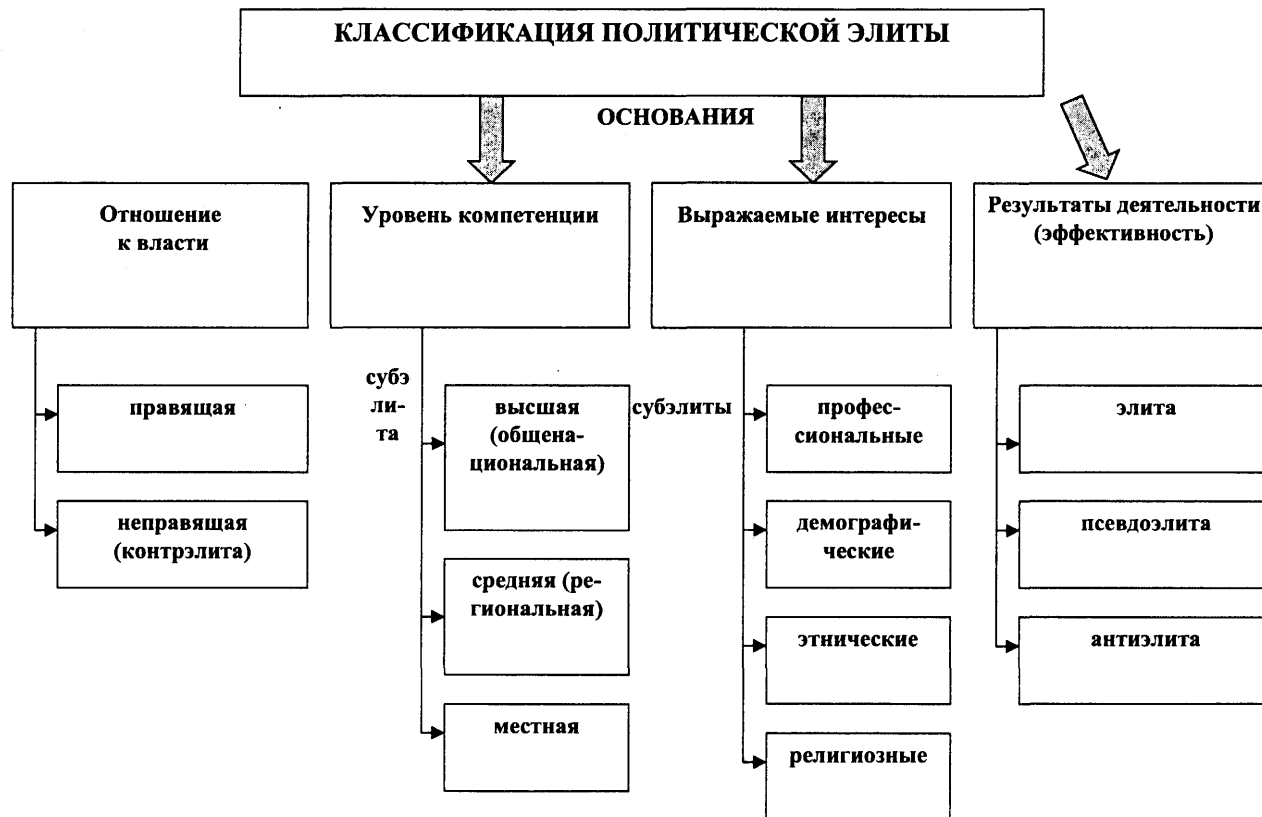 КЛАССИФИКАЦИЯ ПОЛИТИЧЕСКОЙ ЭЛИТЫ
ОСНОВАНИЯ
Отношение
к власти
правящая
неправящая
(контрэлита)
Уровень компетенции
субэ
ли-
та
высшая
(общена-
циональная)
средняя (ре-
гиональная)
местная
Выражаемые интересы
субэлиты
профес-
сиональные
демографи-
ческие
этнические
религиозные
Результаты деятельности
(эффективность)
элита
псевдоэлита
антиэлита